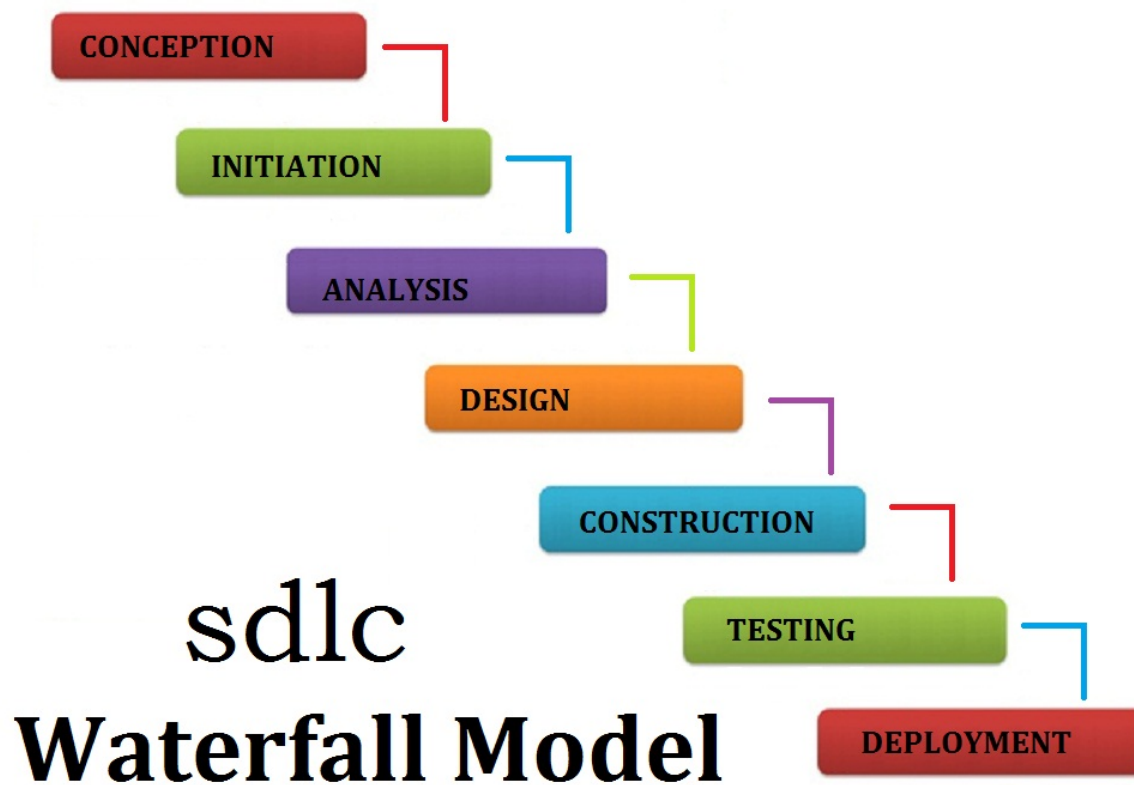 CONCEPTION
INITIATION
ANALYSIS
DESIGN
CONSTRUCTION
TESTING
DEPLOYMENT
sdlc
Waterfall Model